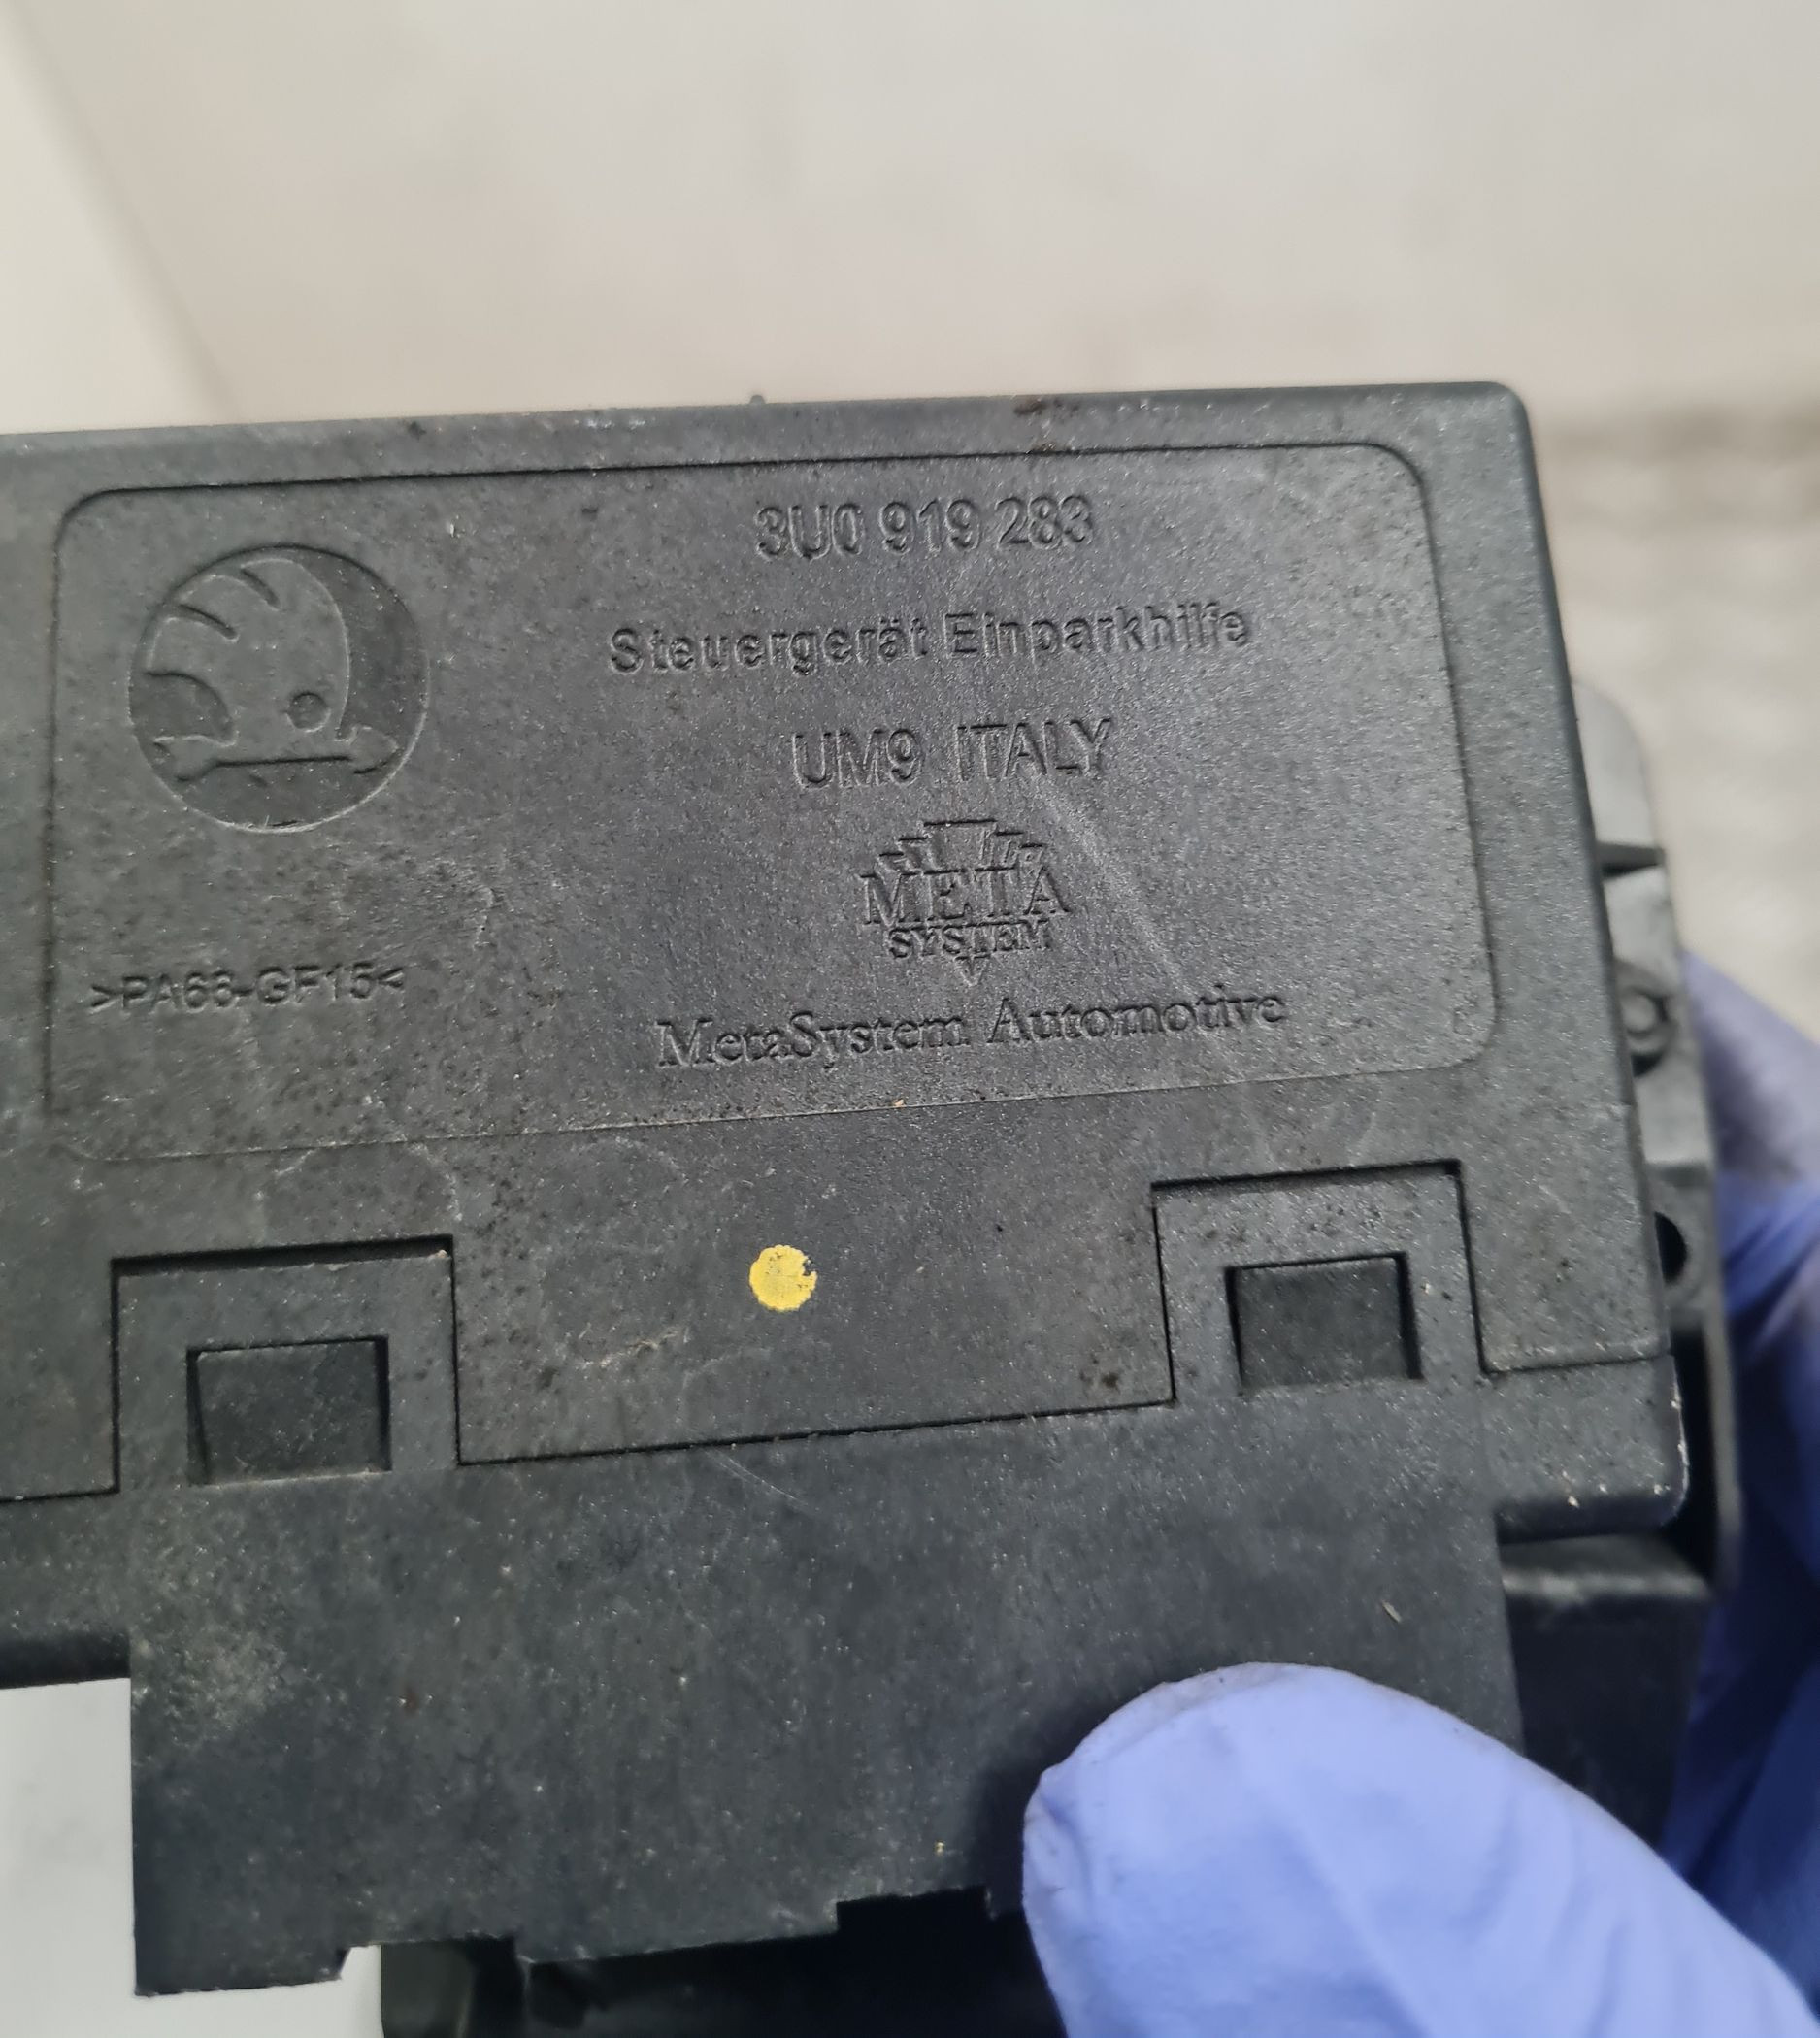 3U0 919 283
Steuergerät Einparkhilfe
UM9 ITALY
META
SYSTEM
>PA66-GF15<
MetaSystem Automotive